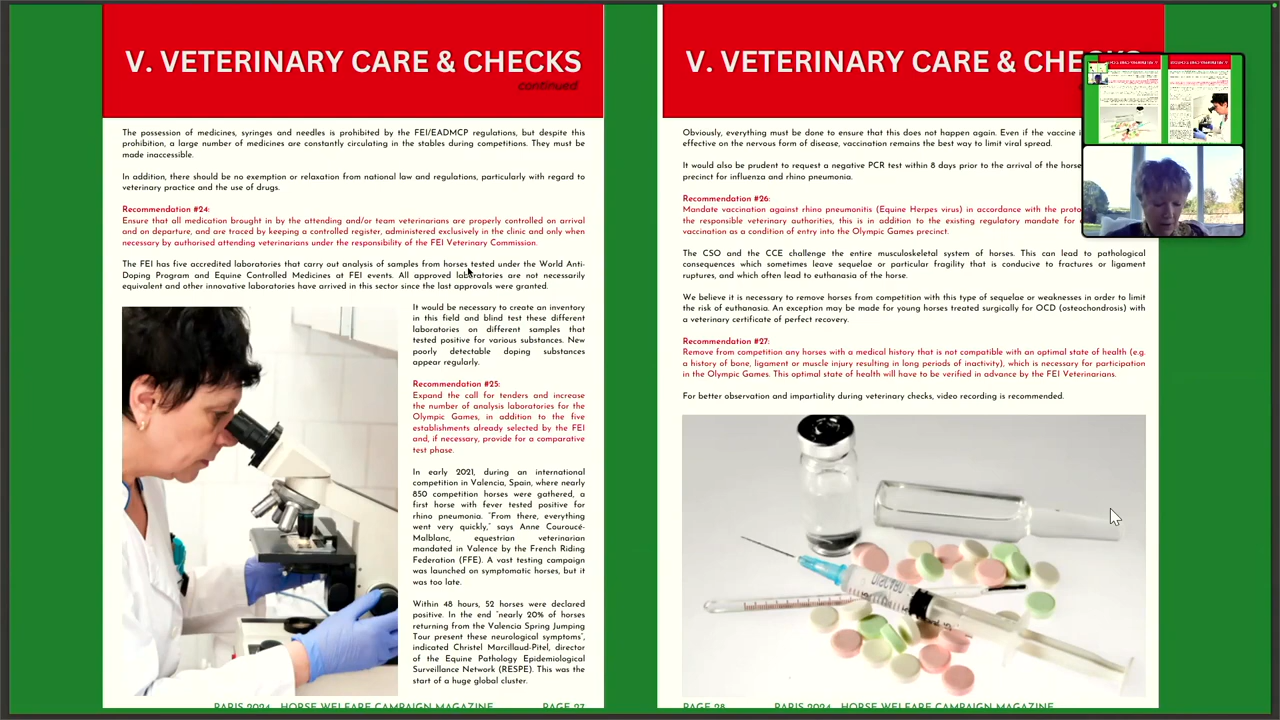 V. VETERINARY CARE & CHECKS
continued
The possession of medicines, syringes and needles is prohibited by the FEI/EADMCP regulations, but despite this
prohibition, a large number of medicines are constantly circulating in the stables during competitions. They must be
made inaccessible.
In addition, there should be no exemption or relaxation from national law and regulations, particularly with regard to
veterinary practice and the use of drugs.
Recommendation #24:
Ensure that all medication brought in by the attending and/or team veterinarians are properly controlled on arrival
and on departure, and are traced by keeping a controlled register, administered exclusively in the clinic and only when
necessary by authorised attending veterinarians under the responsibility of the FEI Veterinary Commission.
The FEI has five accredited laboratories that carry out analysis of samples from horses tested under the World Anti-
Doping Program and Equine Controlled Medicines at FEI events. All approved laboratories are not necessarily
equivalent and other innovative laboratories have arrived in this sector since the last approvals were granted.
It would be necessary to create an inventory
in this field and blind test these different
laboratories on different samples that
tested positive for various substances. New
poorly detectable doping substances
appear regularly.
Recommendation #25:
Expand the call for tenders and increase
the number of analysis laboratories for the
Olympic Games, in addition to the five
establishments already selected by the FEI
and, if necessary, provide for a comparative
test phase.
In early 2021, during an international
competition in Valencia, Spain, where nearly
850 competition horses were gathered, a
first horse with fever tested positive for
rhino pneumonia. "From there, everything
went very quickly," says Anne Couroucé-
Malblanc, equestrian veterinarian
mandated in Valence by the French Riding
Federation (FFE). A vast testing campaign
was launched on symptomatic horses, but it
was too late.
Within 48 hours, 52 horses were declared
positive. In the end "nearly 20% of horses
returning from the Valencia Spring Jumping
Tour present these neurological symptoms",
indicated Christel Marcillaud-Pitel, director
of the Equine Pathology Epidemiological
Surveillance Network (RESPE). This was the
start of a huge global cluster.
PARIS 2024 HORSE WELFARE CAMPAIGN MAGAZINE PAGE 27
V. VETERINARY CARE & CHECKS
Obviously, everything must be done to ensure that this does not happen again. Even if the vaccine
effective on the nervous form of disease, vaccination remains the best way to limit viral spread.
It would also be prudent to request a negative PCR test within 8 days prior to the arrival of the horse
precinct for influenza and rhino pneumonia.
Recommendation #26:
Mandate vaccination against rhino pneumonitis (Equine Herpes virus) in accordance with the
the responsible veterinary authorities, this is in addition to the existing regulatory mandate for
vaccination as a condition of entry into the Olympic Games precinct.
The CSO and the CCE challenge the entire musculoskeletal system of horses. This can lead to pathological
consequences which sometimes leave sequelae or particular fragility that is conducive to fractures or ligament
ruptures, and which often lead to euthanasia of the horse.
We believe it is necessary to remove horses from competition with this type of sequelae or weaknesses in order to limit
the risk of euthanasia. An exception may be made for young horses treated surgically for OCD (osteochondrosis) with
a veterinary certificate of perfect recovery.
Recommendation #27:
Remove from competition any horses with a medical history that is not compatible with an optimal state of health (e.g.
a history of bone, ligament or muscle injury resulting in long periods of inactivity), which is necessary for participation
in the Olympic Games. This optimal state of health will have to be verified in advance by the FEI Veterinarians.
For better observation and impartiality during veterinary checks, video recording is recommended.
PAGE 28 PARIS 2024 HORSE WELFARE CAMPAIGN MAGAZINE